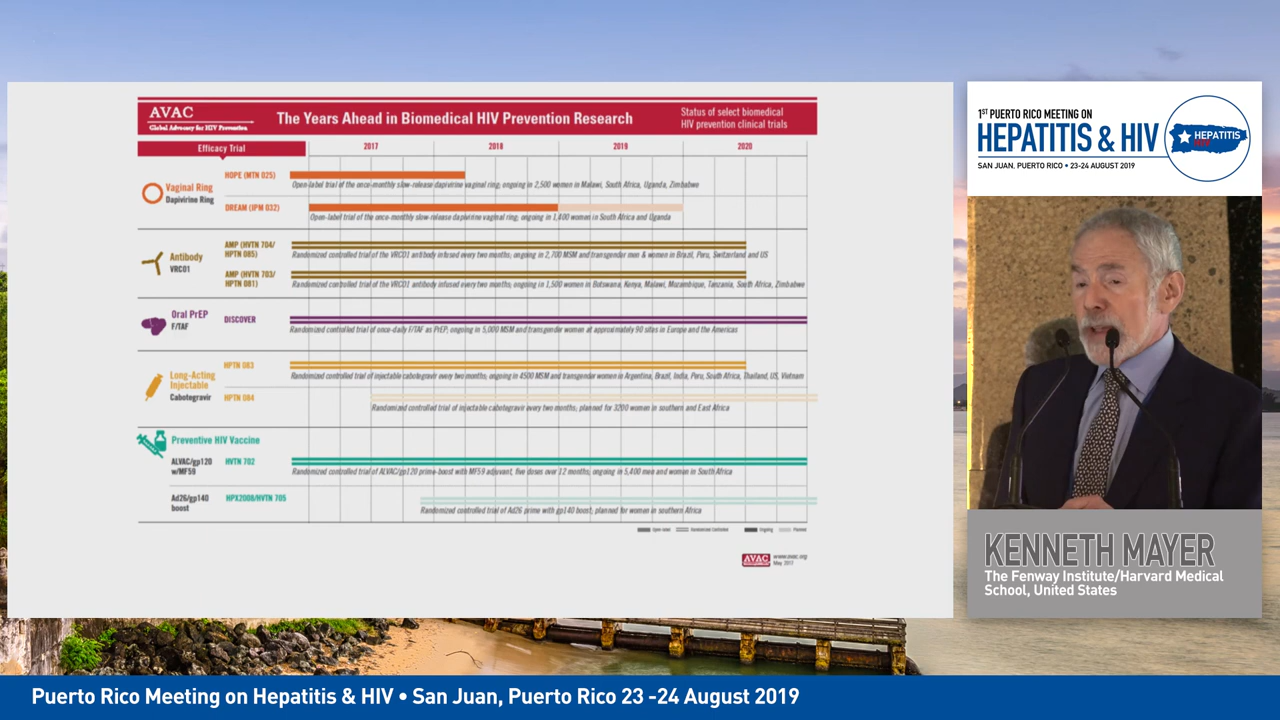 AVAC
Global Advocacy for HIV Prevention
The Years Ahead in Biomedical HIV Prevention Research
Status of select biomedical
HIV prevention clinical trials
Efficacy Trial
2017
2018
2019
2020
Vaginal Ring
Dapivirine Ring
HOPE (MTN 025)
Open-label trial of the once-monthly slow-release dapivirine vaginal ring; ongoing in 2,500 women in Malawi, South Africa, Uganda, Zimbabwe
DREAM (IPM 032)
Open-label trial of the once-monthly slow-release dapivirine vaginal ring; ongoing in 1,400 women in South Africa and Uganda
Antibody
VRC01
AMP (HVTN 704/
HPTN 085)
Randomized controlled trial of the VRC01 antibody infused every two months; ongoing in 2,700 MSM and transgender men & women in Brazil, Peru, Switzerland and US
AMP (HVTN 703/
HPTN 081)
Randomized controlled trial of the VRC01 antibody infused every two months; ongoing in 1,500 women in Botswana, Kenya, Malawi, Mozambique, Tanzania, South Africa, Zimbabwe
Oral PrEP
F/TAF
DISCOVER
Randomized controlled trial of once-daily F/TAF as PrEP; ongoing in 5,000 MSM and transgender women at approximately 90 sites in Europe and the Americas
Long-Acting
Injectable
Cabotegravir
HPTN 083
Randomized controlled trial of injectable cabotegravir every two months; ongoing in 4500 MSM and transgender women in Argentina, Brazil, India, Peru, South Africa, Thailand, US, Vietnam
HPTN 084
Randomized controlled trial of injectable cabotegravir every two months; planned for 3200 women in southern and East Africa
Preventive HIV Vaccine
ALVAC/gp120
w/MF59
HVTN 702
Randomized controlled trial of ALVAC/gp120 prime-boost with MF59 adjuvant, five doses over 12 months; ongoing in 5,400 men and women in South Africa
Ad26/gp140
boost
HPX2008/HVTN 705
Randomized controlled trial of Ad26 prime with gp140 boost; planned for women in southern Africa
Open-label
Randomized Controlled
Ongoing
Planned
AVAC
www.avac.org
May 2017
1ST PUERTO RICO MEETING ON
HEPATITIS & HIV
SAN JUAN, PUERTO RICO • 23-24 AUGUST 2019
HEPATITIS
KENNETH MAYER
The Fenway Institute/Harvard Medical
School, United States
Puerto Rico Meeting on Hepatitis & HIV • San Juan, Puerto Rico 23 -24 August 2019